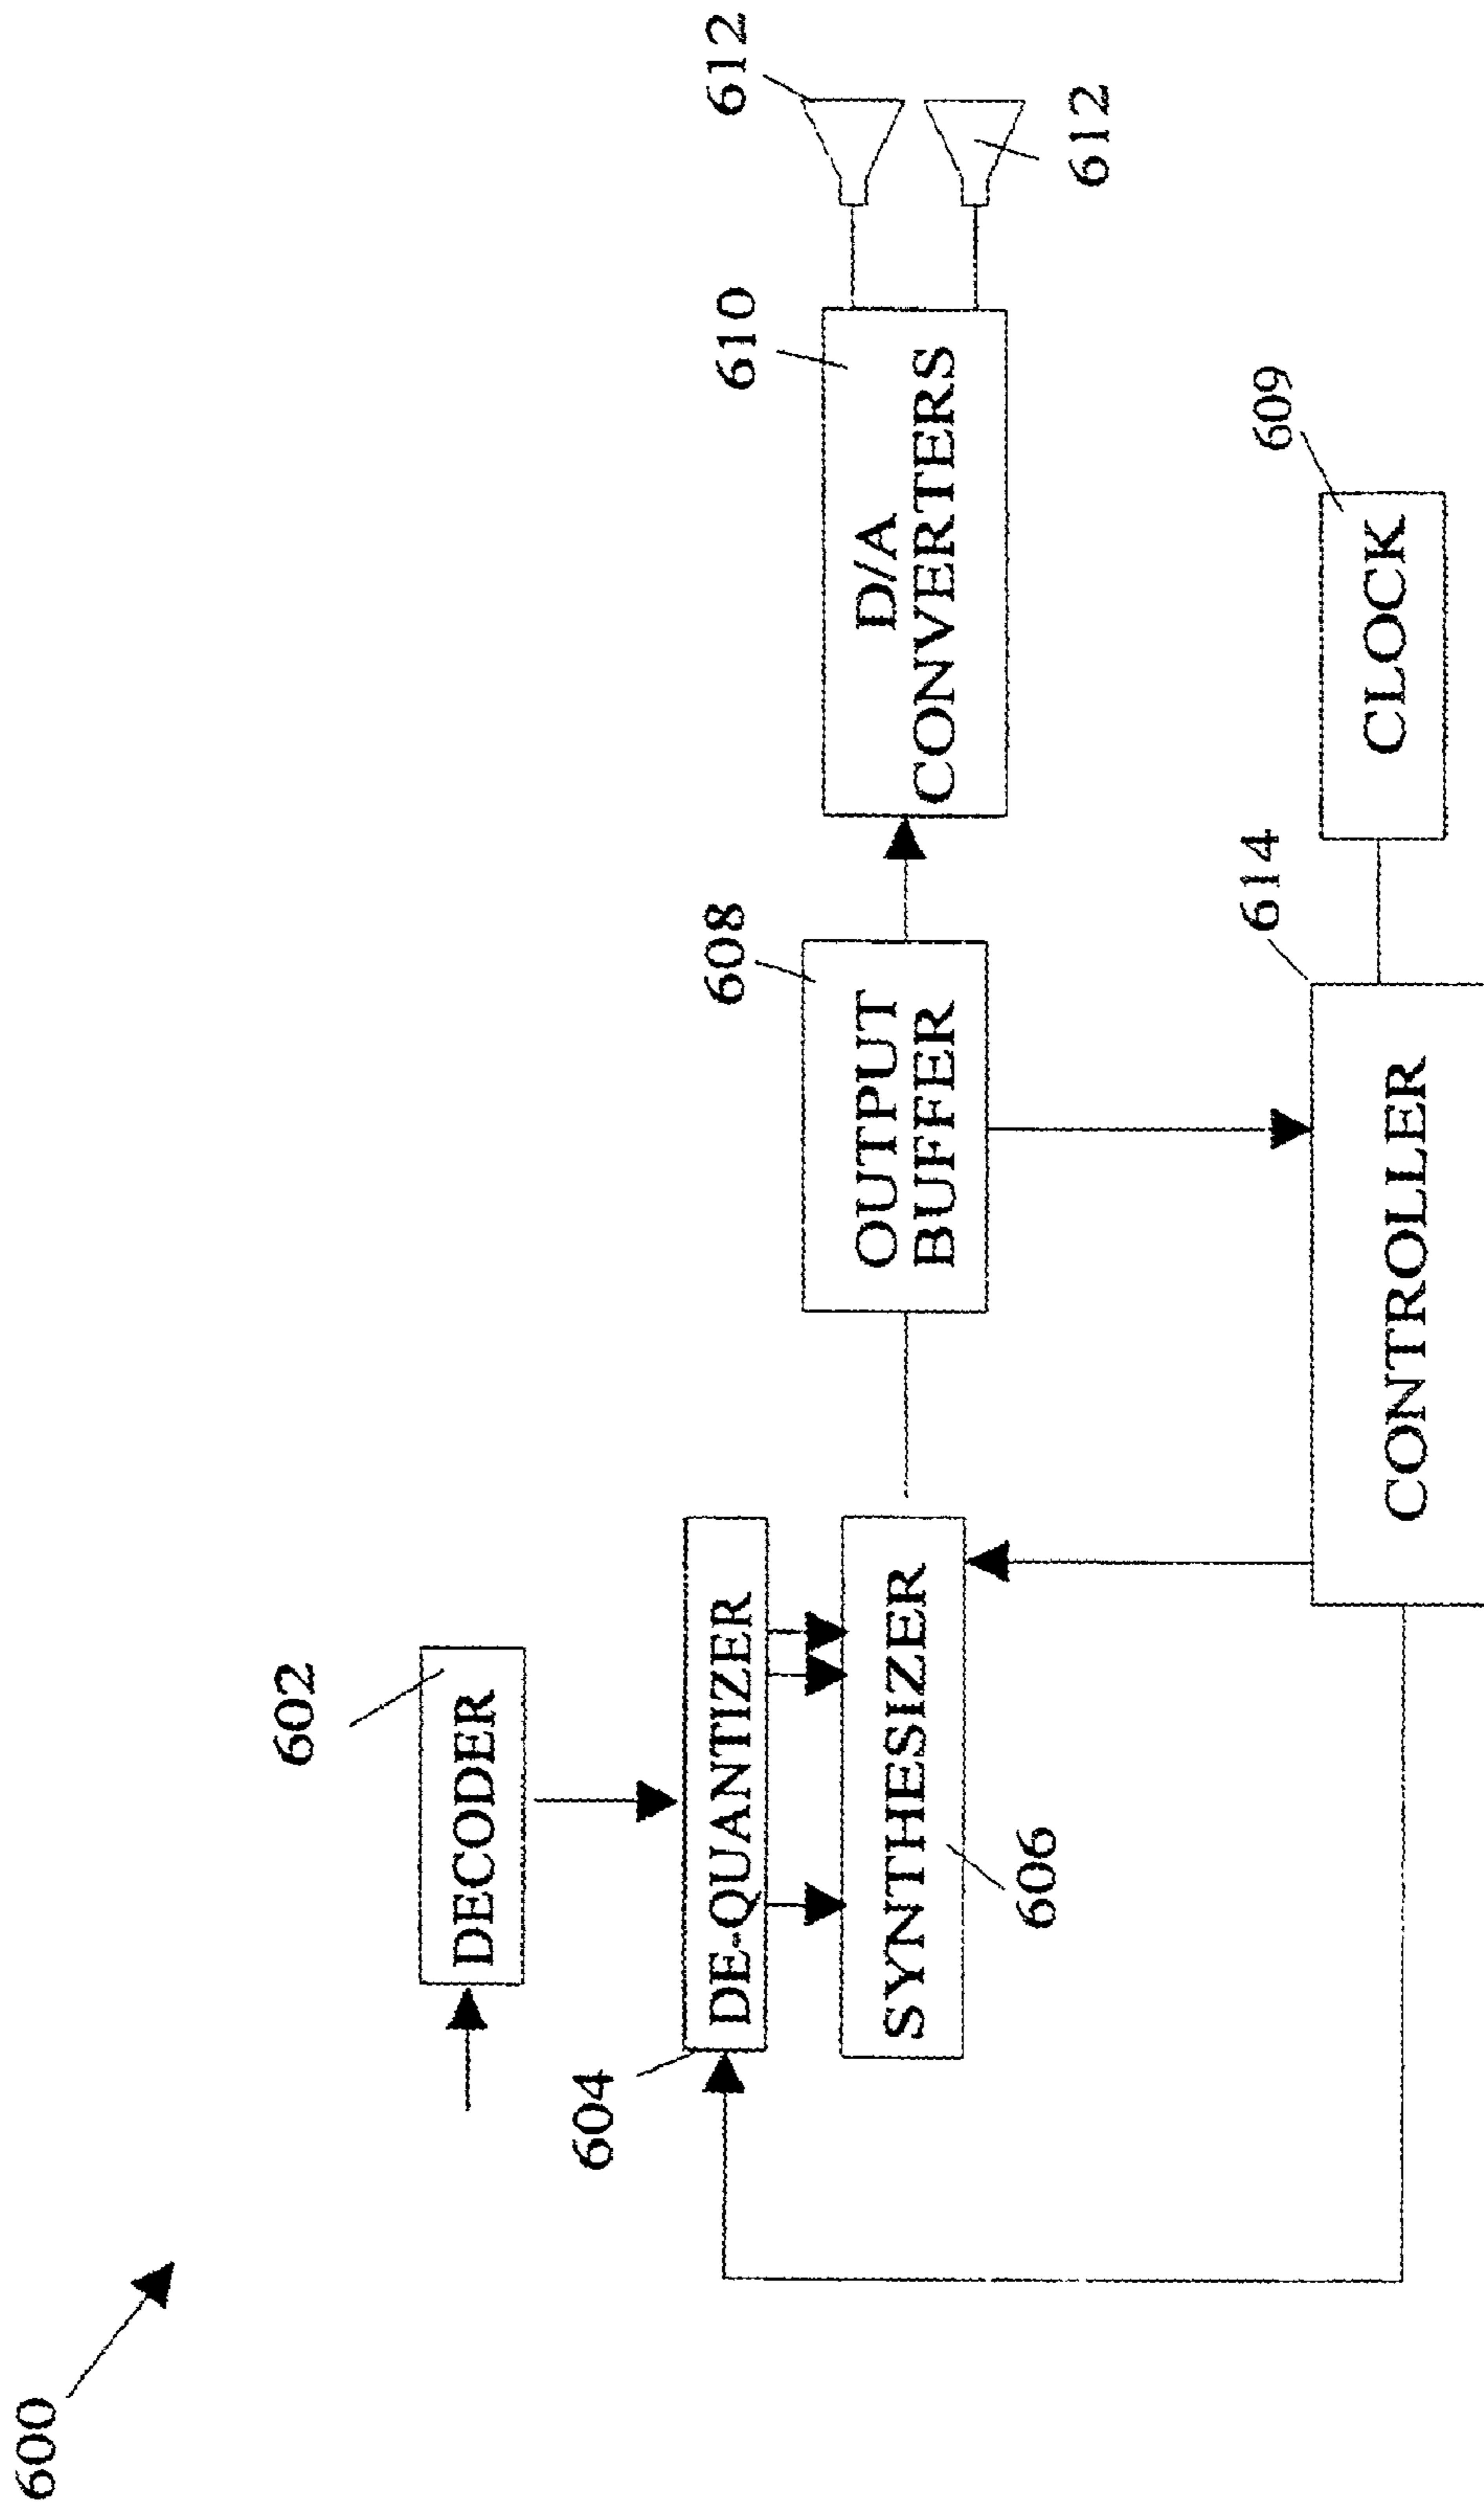 600
602
DECODER
604
DE-QUANTIZER
SYNTHESIZER
606
608
OUTPUT
BUFFER
610
D/A
CONVERTERS
612
612
614
CONTROLLER
609
CLOCK